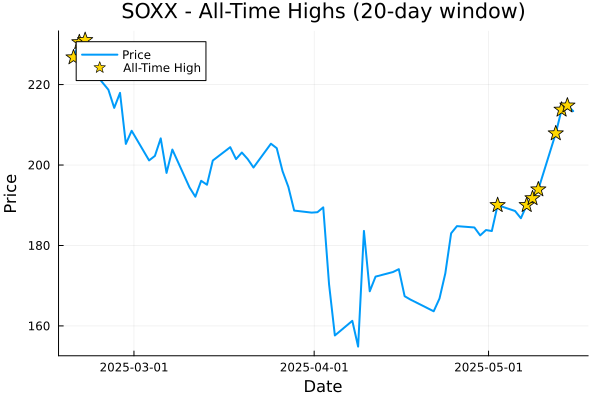 SOXX - All-Time Highs (20-day window)
Price
All-Time High
Price
220
200
180
160
2025-03-01
2025-04-01
2025-05-01
Date